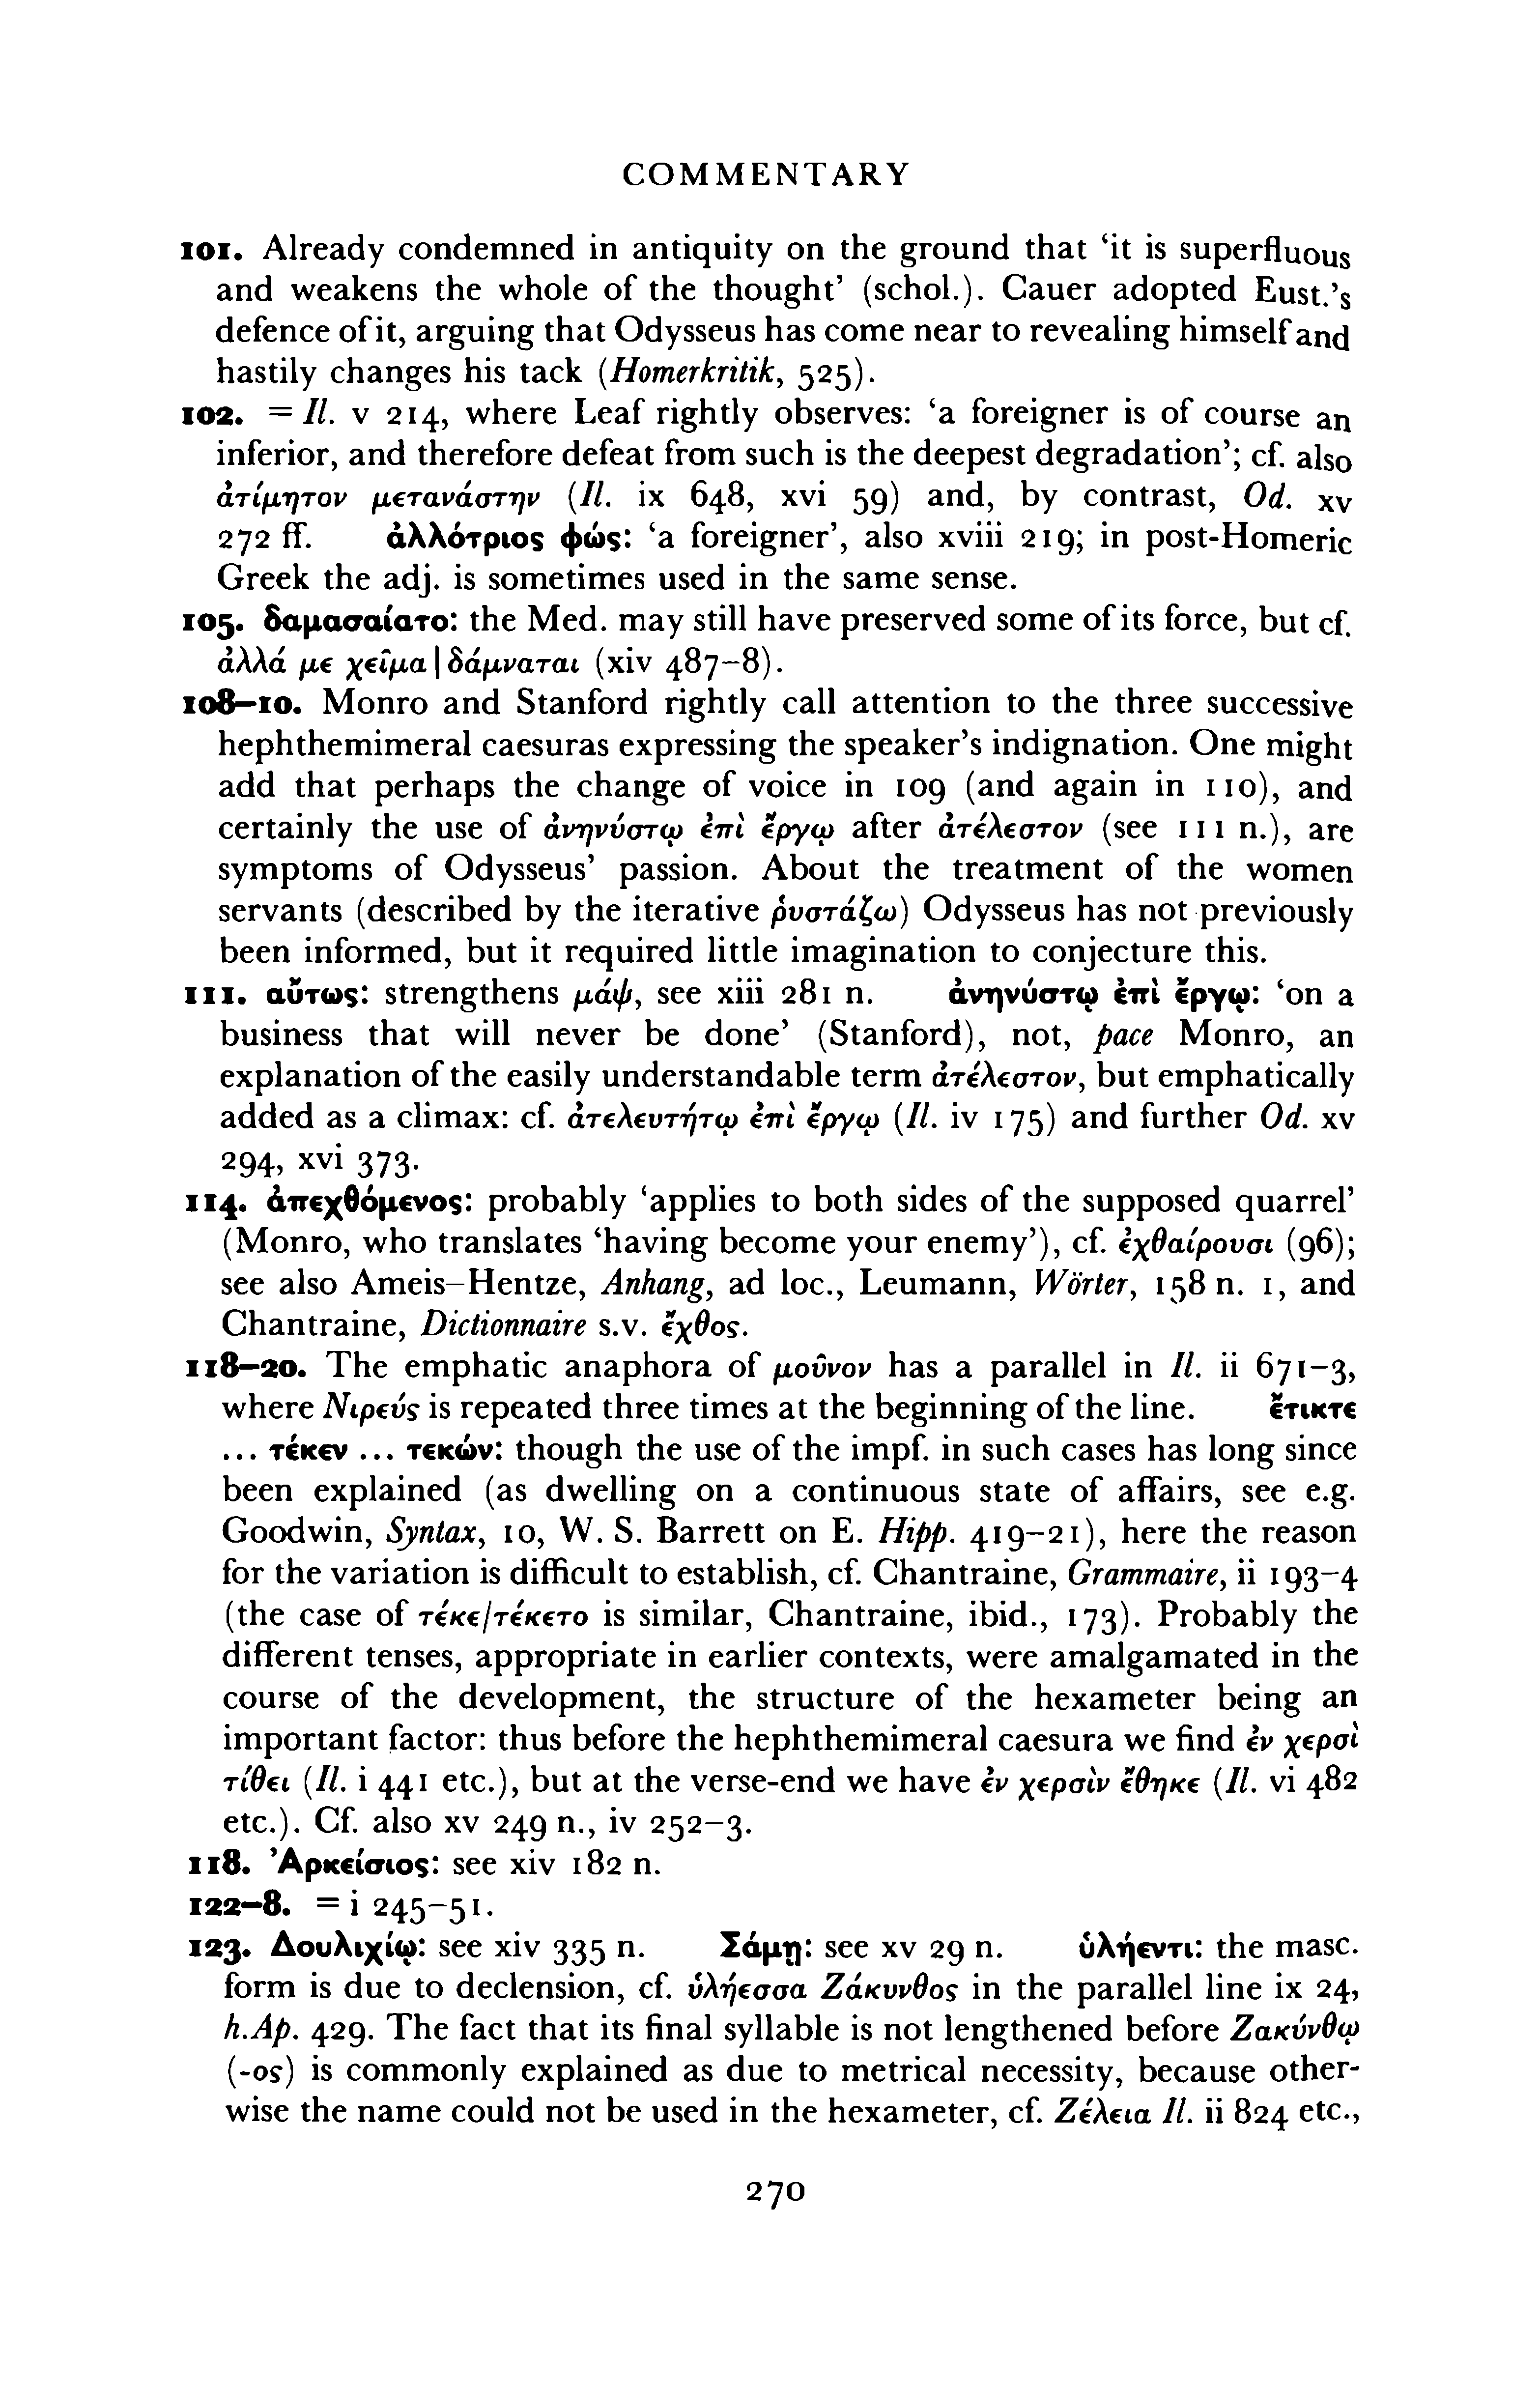 COMMENTARY
101. Already condemned in antiquity on the ground that ‘it is superfluous
and weakens the whole of the thought’ (schol.). Cauer adopted Eust.’s
defence of it, arguing that Odysseus has come near to revealing himself and
hastily changes his tack (Homerkritik, 525).
102. = Il. v 214, where Leaf rightly observes: ‘a foreigner is of course an
inferior, and therefore defeat from such is the deepest degradation’; cf. also
ἀτίμητον μετανάστην (Il. ix 648, xvi 59) and, by contrast, Od. xv
272 ff. ἀλλότριος φώς: ‘a foreigner’, also xviii 219; in post-Homeric
Greek the adj. is sometimes used in the same sense.
105. δαμασαίατο: the Med. may still have preserved some of its force, but cf.
ἀλλά με χεῖμα | δάμναται (xiv 487–8).
108–10. Monro and Stanford rightly call attention to the three successive
hephthemimeral caesuras expressing the speaker’s indignation. One might
add that perhaps the change of voice in 109 (and again in 110), and
certainly the use of ἀνηνύστῳ ἐπὶ ἔργῳ after ἀτέλεστον (see 111 n.), are
symptoms of Odysseus’ passion. About the treatment of the women
servants (described by the iterative ῥυστάζω) Odysseus has not previously
been informed, but it required little imagination to conjecture this.
111. αὔτως: strengthens μάψ, see xiii 281 n. ἀνηνύστῳ ἐπὶ ἔργῳ: ‘on a
business that will never be done’ (Stanford), not, pace Monro, an
explanation of the easily understandable term ἀτέλεστον, but emphatically
added as a climax: cf. ἀτελευτήτῳ ἐπὶ ἔργῳ (Il. iv 175) and further Od. xv
294, xvi 373.
114. ἀπεχθόμενος: probably ‘applies to both sides of the supposed quarrel’
(Monro, who translates ‘having become your enemy’), cf. ἐχθαίρουσι (96);
see also Ameis–Hentze, Anhang, ad loc., Leumann, Wörter, 158 n. 1, and
Chantraine, Dictionnaire s.v. ἔχθος.
118–20. The emphatic anaphora of μοῦνον has a parallel in Il. ii 671–3,
where Νιρεύς is repeated three times at the beginning of the line. ἔτικτε
... τέκεν ... τεκών: though the use of the impf. in such cases has long since
been explained (as dwelling on a continuous state of affairs, see e.g.
Goodwin, Syntax, 10, W. S. Barrett on E. Hipp. 419–21), here the reason
for the variation is difficult to establish, cf. Chantraine, Grammaire, ii 193–4
(the case of τέκε/τέκετο is similar, Chantraine, ibid., 173). Probably the
different tenses, appropriate in earlier contexts, were amalgamated in the
course of the development, the structure of the hexameter being an
important factor: thus before the hephthemimeral caesura we find ἐν χερσὶ
τίθει (Il. i 441 etc.), but at the verse-end we have ἐν χερσὶν ἔθηκε (Il. vi 482
etc.). Cf. also xv 249 n., iv 252–3.
118. Ἀρκείσιος: see xiv 182 n.
122–8. = i 245–51.
123. Δουλιχίῳ: see xiv 335 n. Σάμῃ: see xv 29 n. ὑλήεντι: the masc.
form is due to declension, cf. ὑλήεσσα Ζάκυνθος in the parallel line ix 24,
h.Ap. 429. The fact that its final syllable is not lengthened before Ζακύνθῳ
(-ος) is commonly explained as due to metrical necessity, because other-
wise the name could not be used in the hexameter, cf. Ζέλεια Il. ii 824 etc.,
270